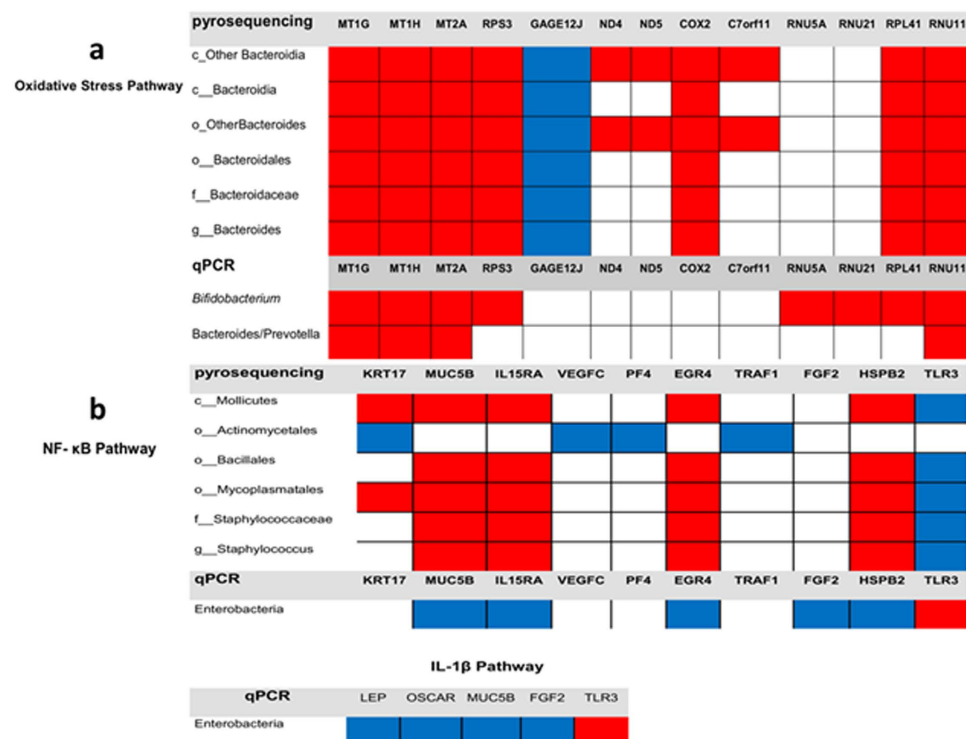 pyrosequencing MT1G MT1H MT2A RPS3 GAGE12J ND4 ND5 COX2 C7orf11 RNU5A RNU21 RPL41 RNU11
a
Oxidative Stress Pathway
c_Other Bacteroidia
c__Bacteroidia
o_OtherBacteroides
o__Bacteroidales
f__Bacteroidaceae
g__Bacteroides
qPCR MT1G MT1H MT2A RPS3 GAGE12J ND4 ND5 COX2 C7orf11 RNU5A RNU21 RPL41 RNU11
Bifidobacterium
Bacteroides/Prevotella
pyrosequencing KRT17 MUC5B IL15RA VEGFC PF4 EGR4 TRAF1 FGF2 HSPB2 TLR3
b
NF- κB Pathway
c__Mollicutes
o__Actinomycetales
o__Bacillales
o__Mycoplasmatales
f__Staphylococcaceae
g__Staphylococcus
qPCR KRT17 MUC5B IL15RA VEGFC PF4 EGR4 TRAF1 FGF2 HSPB2 TLR3
Enterobacteria
IL-1β Pathway
qPCR LEP OSCAR MUC5B FGF2 TLR3
Enterobacteria